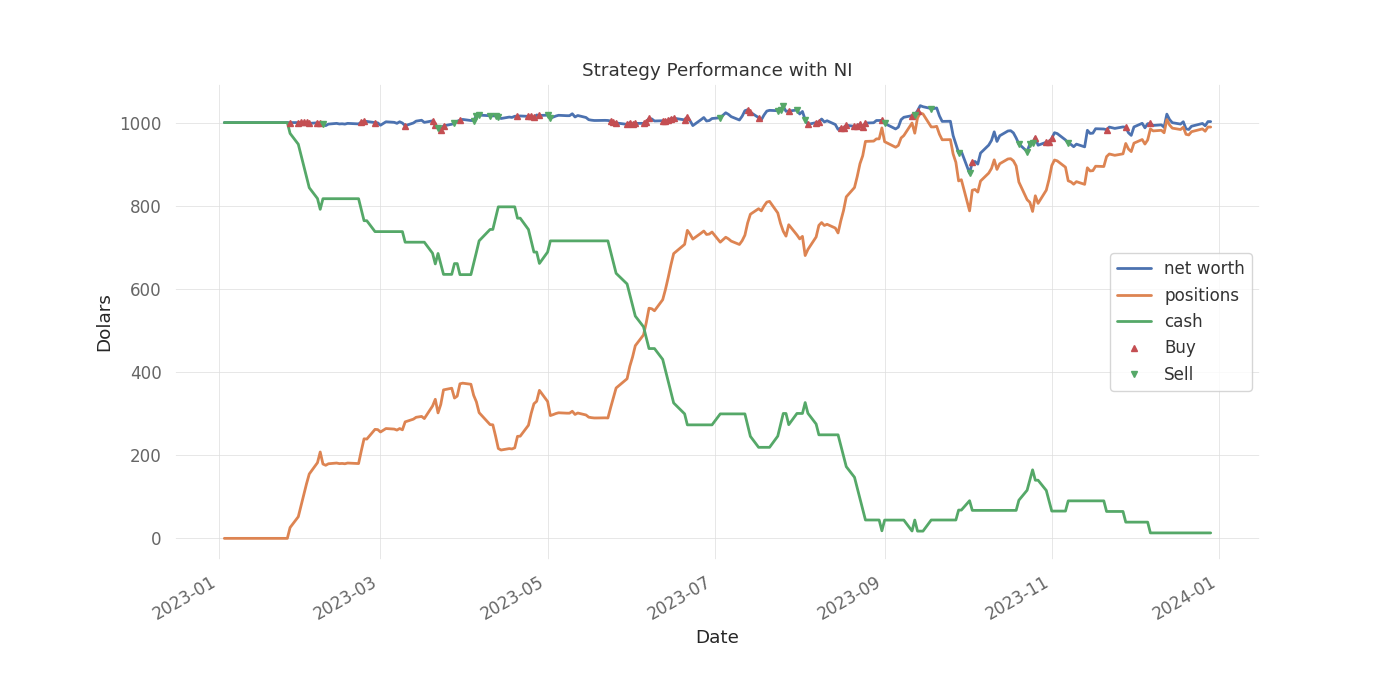 Strategy Performance with NI
1000
800
600
400
200
0
Dolars
net worth
positions
cash
Buy
Sell
2023-01
2023-03
2023-05
2023-07
2023-09
2023-11
2024-01
Date